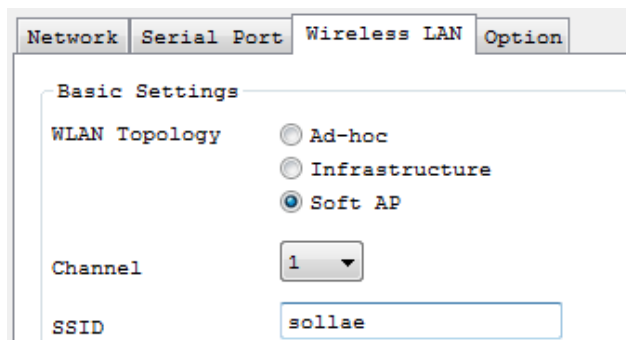 Network Serial Port Wireless LAN Option
Basic Settings
WLAN Topology Ad-hoc
Infrastructure
Soft AP
Channel 1
SSID sollae